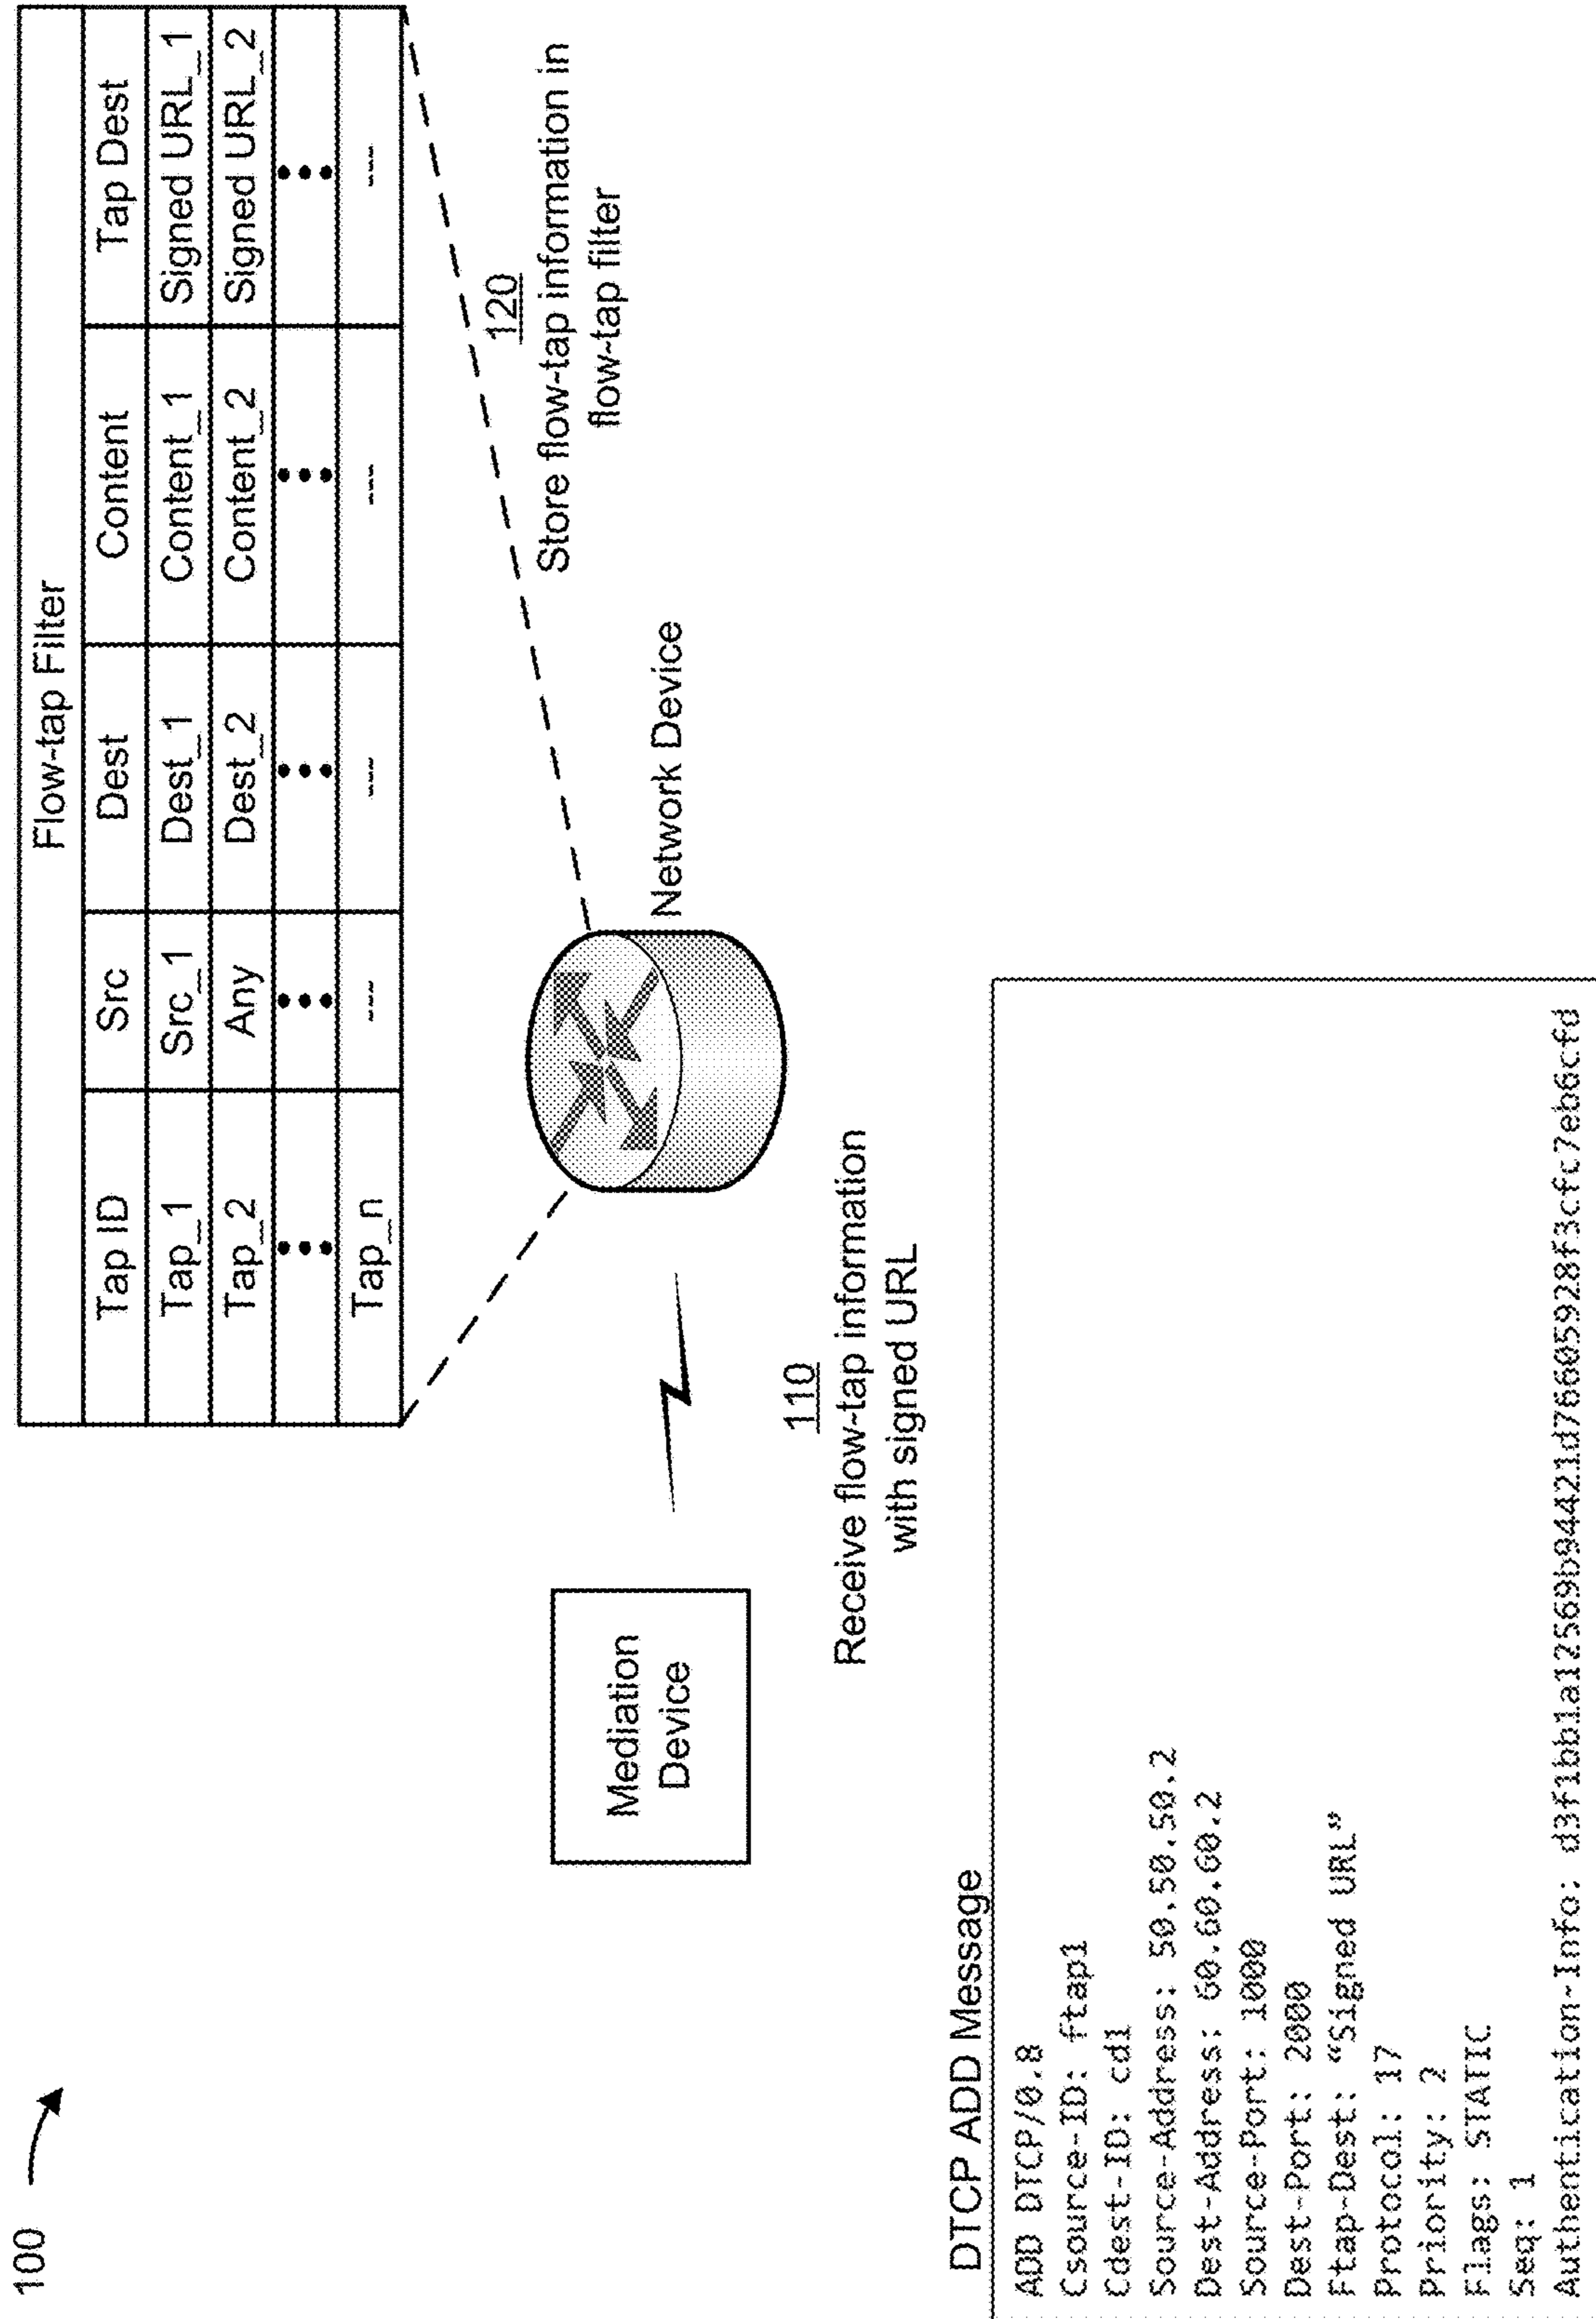 100
Flow-tap Filter
Tap ID Src Dest Content Tap Dest
Tap_1 Src_1 Dest_1 Content_1 Signed URL_1
Tap_2 Any Dest_2 Content_2 Signed URL_2
••• ••• ••• ••• •••
Tap_n --- --- --- ---
120
Store flow-tap information in
flow-tap filter
Network Device
Mediation
Device
110
Receive flow-tap information
with signed URL
DTCP ADD Message
ADD DTCP/0.8
Csource-ID: ftap1
Cdest-ID: cd1
Source-Address: 50.50.50.2
Dest-Address: 60.60.60.2
Source-Port: 1000
Dest-Port: 2000
Ftap-Dest: “Signed URL”
Protocol: 17
Priority: 2
Flags: STATIC
Seq: 1
Authentication-Info: d3f1bb1a12569b94421d76605928f3cfc7eb6cfd